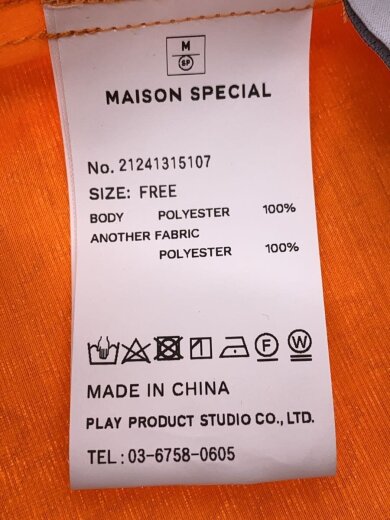 M
SP
MAISON SPECIAL
No. 21241315107
SIZE: FREE
BODY POLYESTER 100%
ANOTHER FABRIC
POLYESTER 100%
F W
MADE IN CHINA
PLAY PRODUCT STUDIO CO., LTD.
TEL : 03-6758-0605